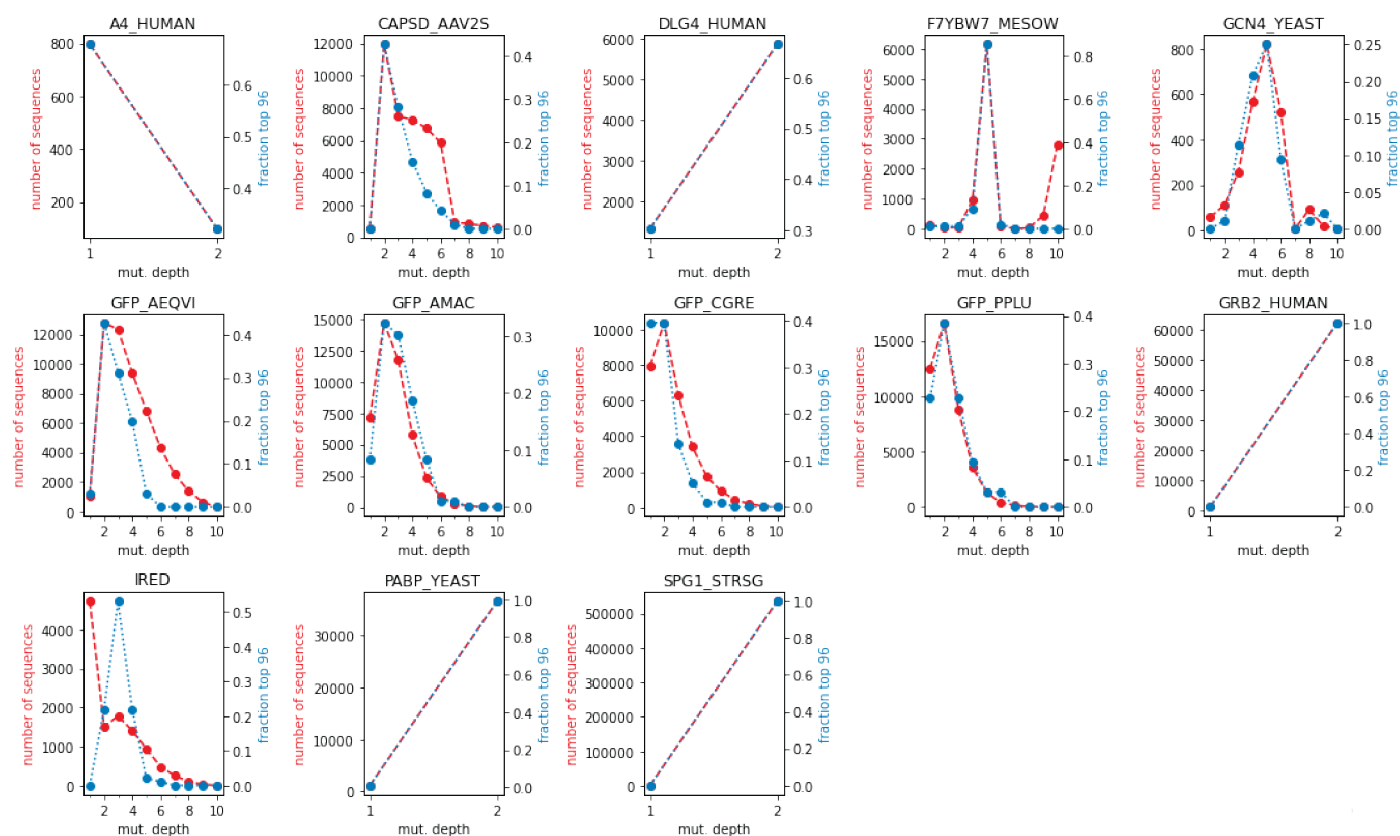 A4_HUMAN
800
600
400
200
number of sequences
0.6
0.5
0.4
fraction top 96
1 2
mut. depth
CAPSD_AAV2S
12000
10000
8000
6000
4000
2000
0
number of sequences
0.4
0.3
0.2
0.1
0.0
fraction top 96
2 4 6 8 10
mut. depth
DLG4_HUMAN
6000
5000
4000
3000
2000
number of sequences
0.6
0.5
0.4
0.3
fraction top 96
1 2
mut. depth
F7YBW7_MESOW
6000
5000
4000
3000
2000
1000
0
number of sequences
0.8
0.6
0.4
0.2
0.0
fraction top 96
2 4 6 8 10
mut. depth
GCN4_YEAST
800
600
400
200
0
number of sequences
0.25
0.20
0.15
0.10
0.05
0.00
fraction top 96
2 4 6 8 10
mut. depth
GFP_AEQVI
12000
10000
8000
6000
4000
2000
0
number of sequences
0.4
0.3
0.2
0.1
0.0
fraction top 96
2 4 6 8 10
mut. depth
GFP_AMAC
15000
12500
10000
7500
5000
2500
0
number of sequences
0.3
0.2
0.1
0.0
fraction top 96
2 4 6 8 10
mut. depth
GFP_CGRE
10000
8000
6000
4000
2000
0
number of sequences
0.4
0.3
0.2
0.1
0.0
fraction top 96
2 4 6 8 10
mut. depth
GFP_PPLU
15000
10000
5000
0
number of sequences
0.4
0.3
0.2
0.1
0.0
fraction top 96
2 4 6 8 10
mut. depth
GRB2_HUMAN
60000
50000
40000
30000
20000
10000
0
number of sequences
1.0
0.8
0.6
0.4
0.2
0.0
fraction top 96
1 2
mut. depth
IRED
4000
3000
2000
1000
0
number of sequences
0.5
0.4
0.3
0.2
0.1
0.0
fraction top 96
2 4 6 8 10
mut. depth
PABP_YEAST
30000
20000
10000
0
number of sequences
1.0
0.8
0.6
0.4
0.2
0.0
fraction top 96
1 2
mut. depth
SPG1_STRSG
500000
400000
300000
200000
100000
0
number of sequences
1.0
0.8
0.6
0.4
0.2
0.0
fraction top 96
1 2
mut. depth